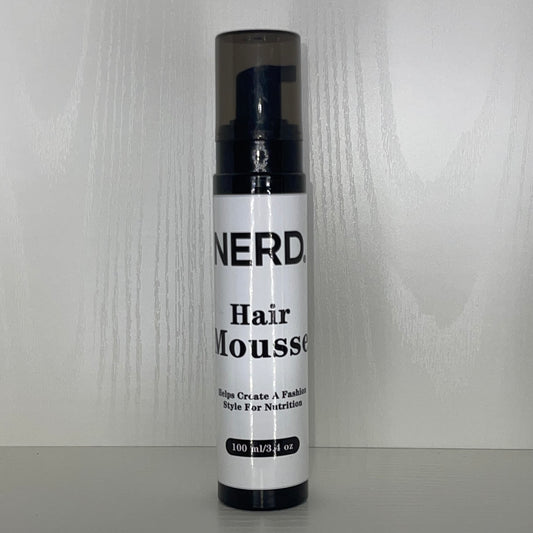 NERD.
Hair
Mousse
Helps Create A Fashion
Style For Nutrition
100 ml/3.4 oz